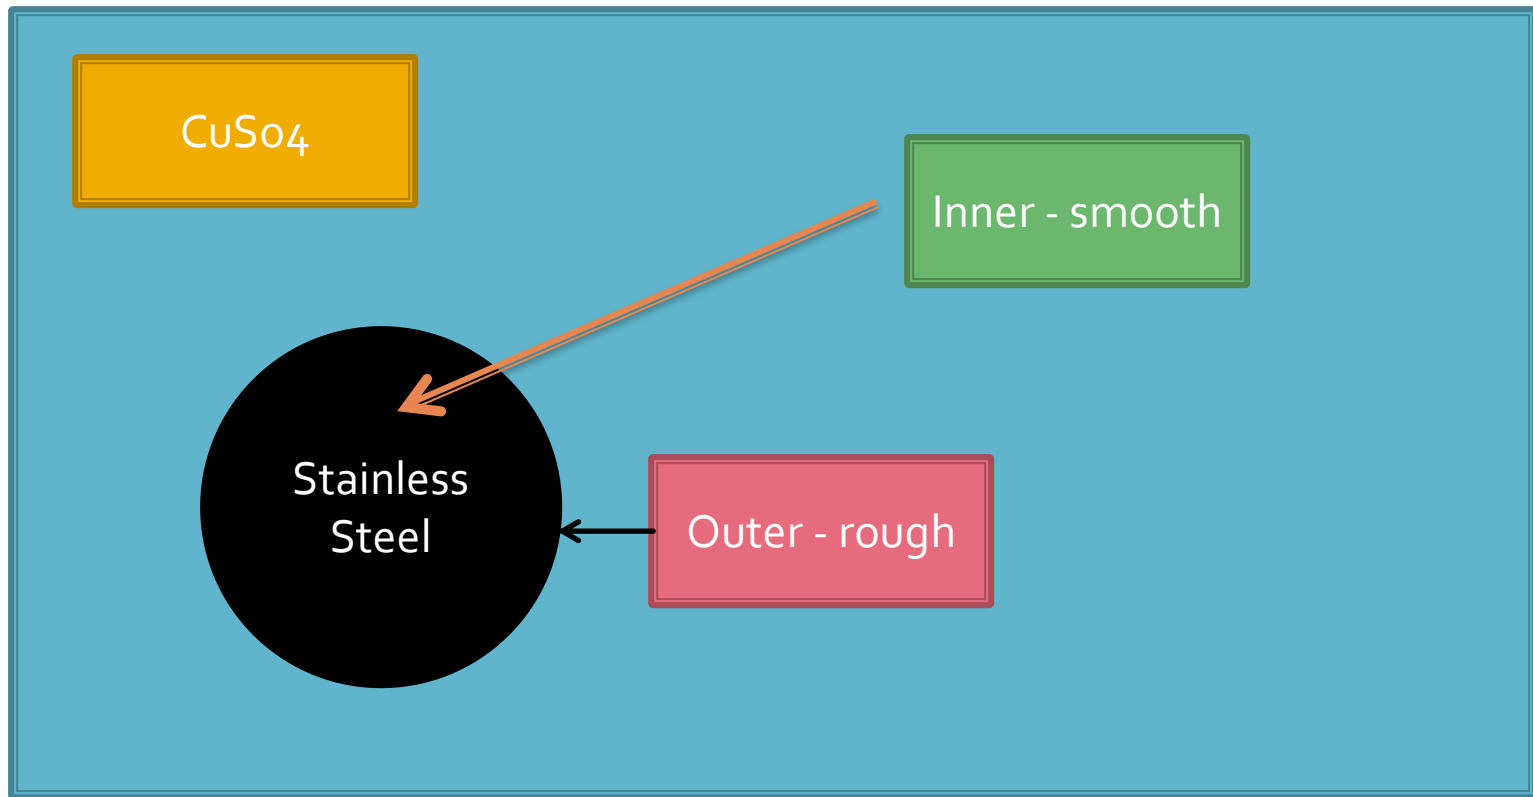 CuSo4
Inner - smooth
Stainless
Steel
Outer - rough